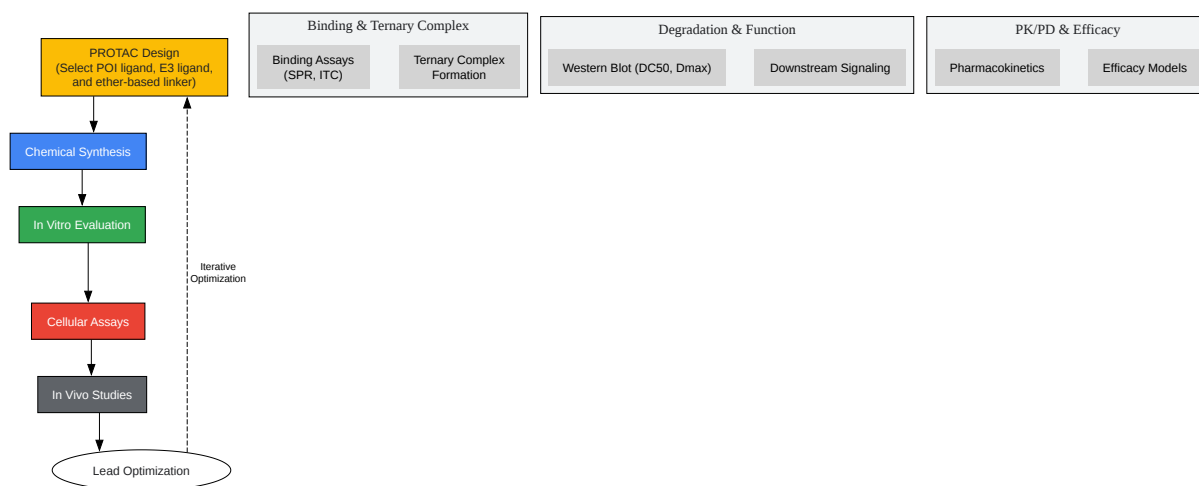 PROTAC Design
(Select POI ligand, E3 ligand,
and ether-based linker)
Chemical Synthesis
In Vitro Evaluation
Iterative
Optimization
Cellular Assays
In Vivo Studies
Lead Optimization
Binding & Ternary Complex
Binding Assays
(SPR, ITC)
Ternary Complex
Formation
Degradation & Function
Western Blot (DC50, Dmax)
Downstream Signaling
PK/PD & Efficacy
Pharmacokinetics
Efficacy Models